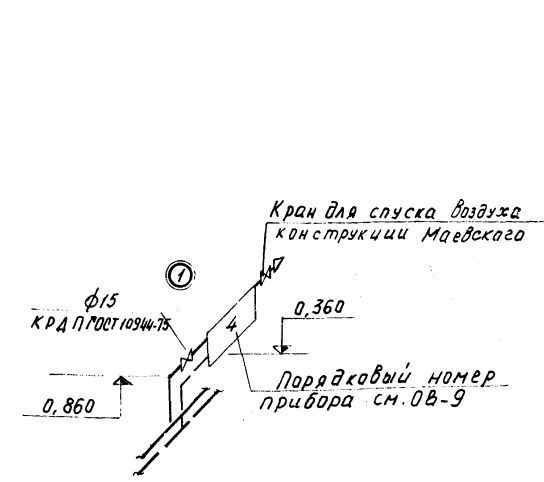 Кран для спуска воздуха
конструкции Маевского
1
ф15
КРДП ГОСТ 10944-75
4
0,360
Порядковый номер
прибора см. ОВ-9
0,860